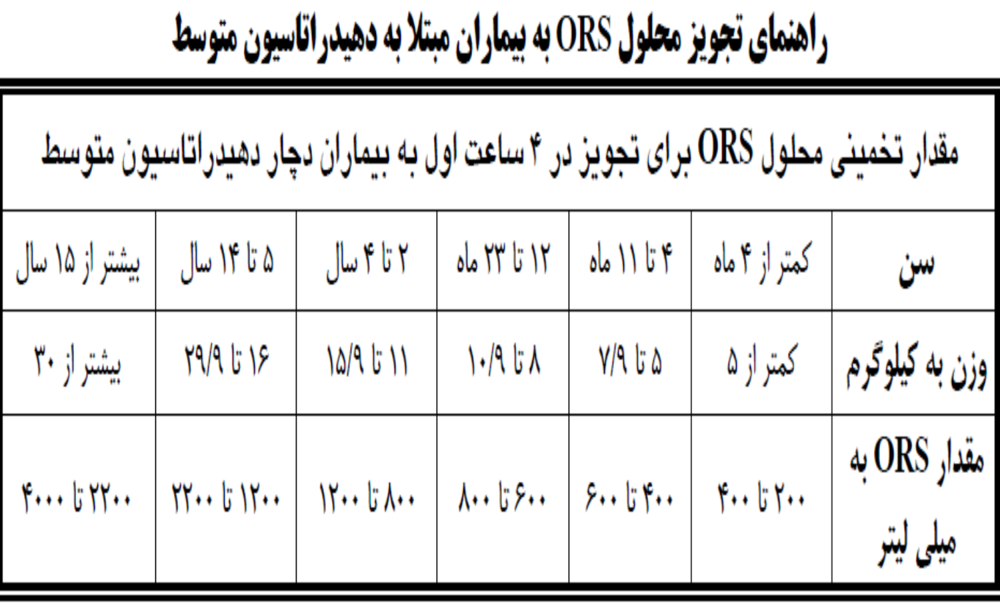 راهنمای تجویز محلول ORS به بیماران مبتلا به دهیدراتاسیون متوسط
مقدار تخمینی محلول ORS برای تجویز در ۴ ساعت اول به بیماران دچار دهیدراتاسیون متوسط
سن کمتر از ۴ ماه ۴ تا ۱۱ ماه ۱۲ تا ۲۳ ماه ۲ تا ۴ سال ۵ تا ۱۴ سال بیشتر از ۱۵ سال
وزن به کیلوگرم کمتر از ۵ ۵ تا ۷/۹ ۸ تا ۱۰/۹ ۱۱ تا ۱۵/۹ ۱۶ تا ۲۹/۹ بیشتر از ۳۰
مقدار ORS به
میلی لیتر ۲۰۰ تا ۴۰۰ ۴۰۰ تا ۶۰۰ ۶۰۰ تا ۸۰۰ ۸۰۰ تا ۱۲۰۰ ۱۲۰۰ تا ۲۲۰۰ ۲۲۰۰ تا ۴۰۰۰